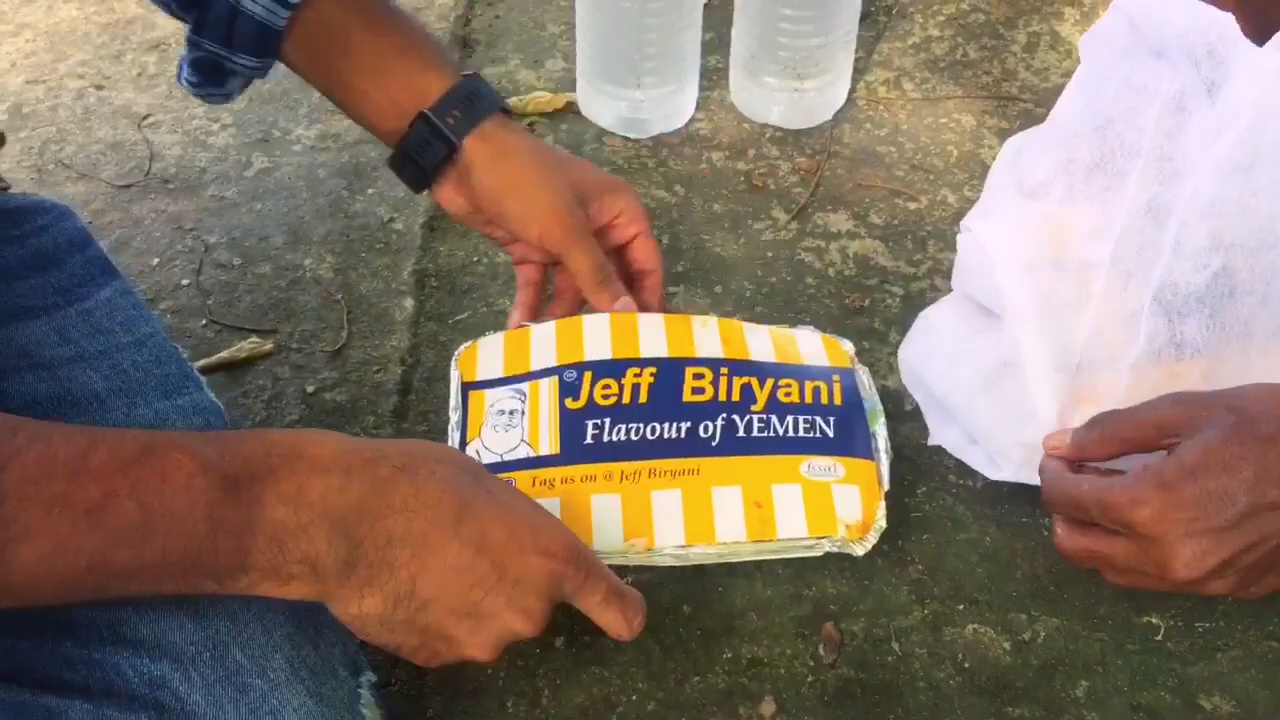 Jeff Biryani
Flavour of YEMEN
Tag us on @ Jeff Biryani
fssai